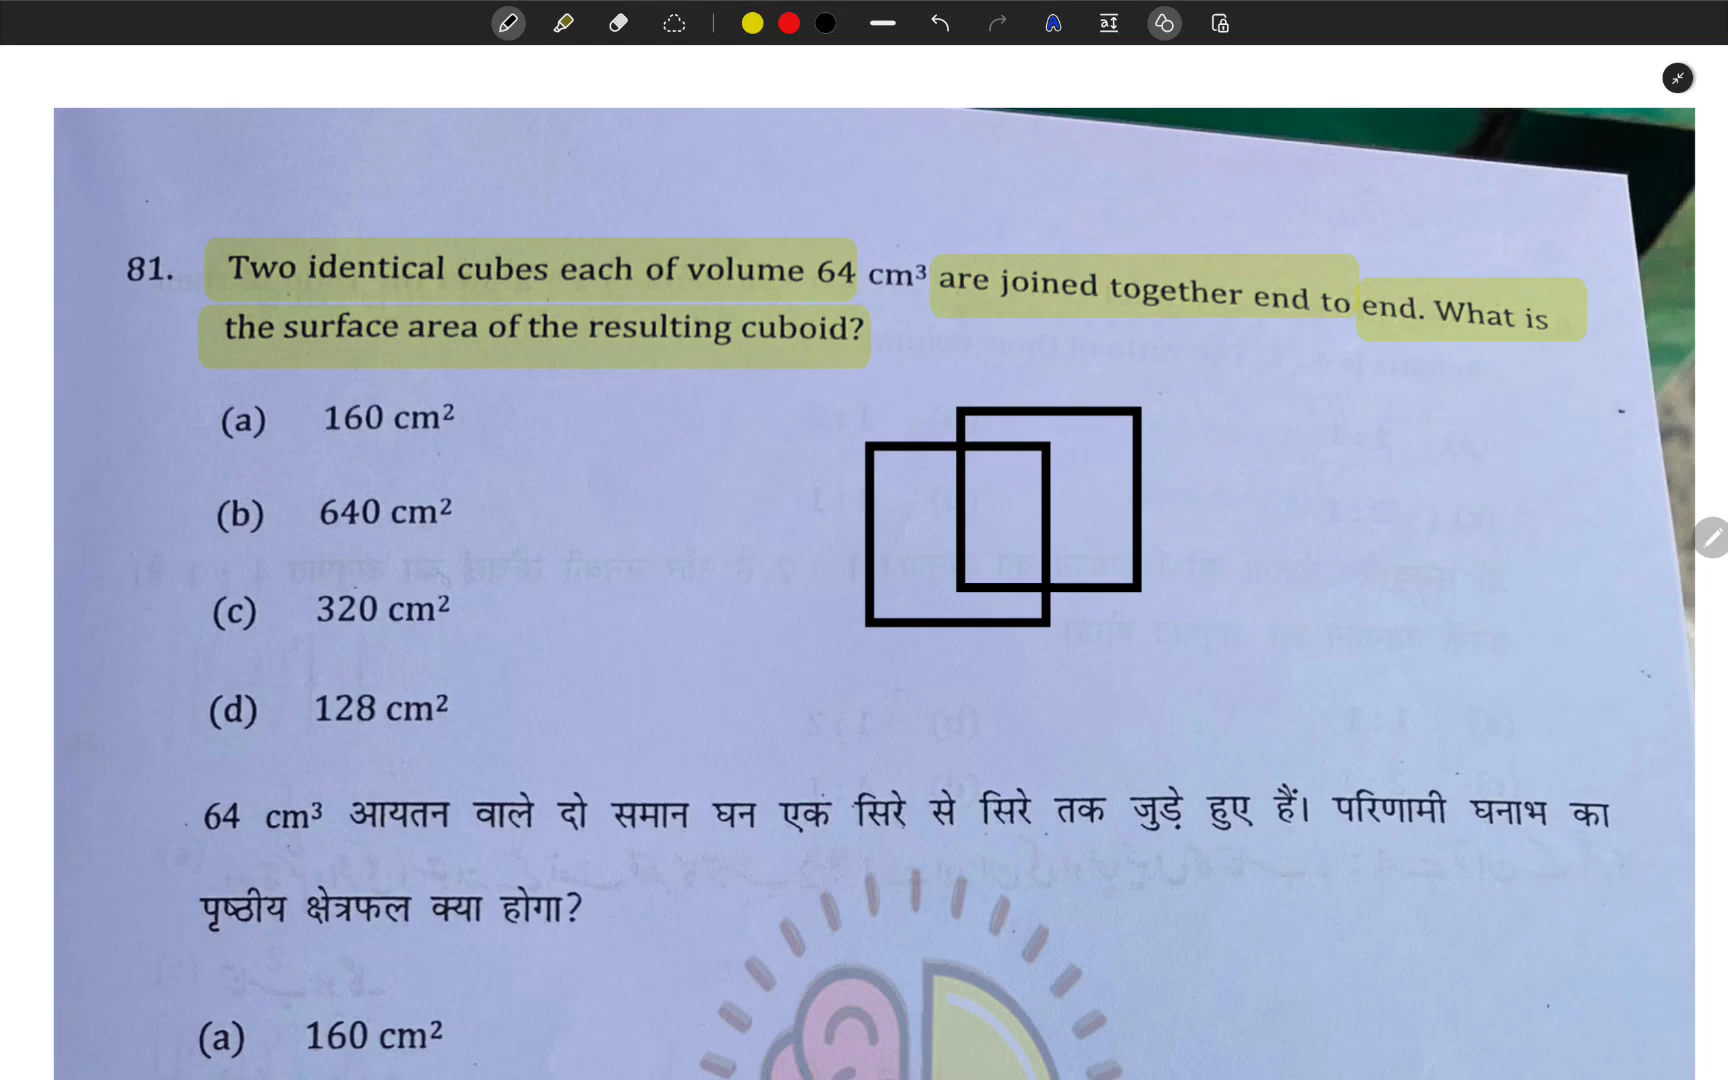 81. Two identical cubes each of volume 64 cm³ are joined together end to end. What is
the surface area of the resulting cuboid?
(a) 160 cm²
(b) 640 cm²
(c) 320 cm²
(d) 128 cm²
64 cm³ आयतन वाले दो समान घन एक सिरे से सिरे तक जुड़े हुए हैं। परिणामी घनाभ का
पृष्ठीय क्षेत्रफल क्या होगा?
(a) 160 cm²